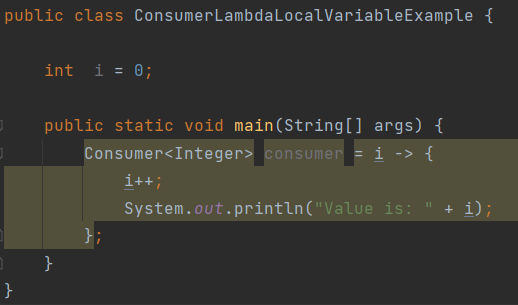 public class ConsumerLambdaLocalVariableExample {
int  i = 0;
public static void main(String[] args) {
Consumer<Integer> consumer = i -> {
i++;
System.out.println("Value is: " + i);
};
}
}